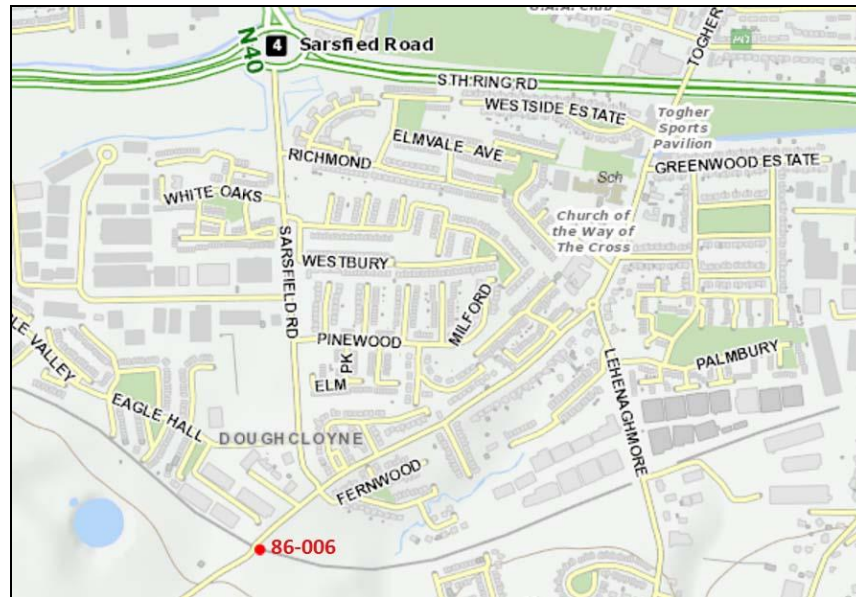 G.A.A. Club
TOGHER
N40
4
Sarsfied Road
STH RING RD
WESTSIDE ESTATE
Togher
Sports
Pavilion
ELMVALE AVE
RICHMOND
GREENWOOD ESTATE
Sch
WHITE OAKS
Church of
the Way of
The Cross
SARSFIELD RD
WESTBURY
MILFORD
PINEWOOD
LEHENAGHMORE
PALMBURY
ELM
PK
VALLEY
EAGLE HALL
DOUGHCLOYNE
FERNWOOD
86-006